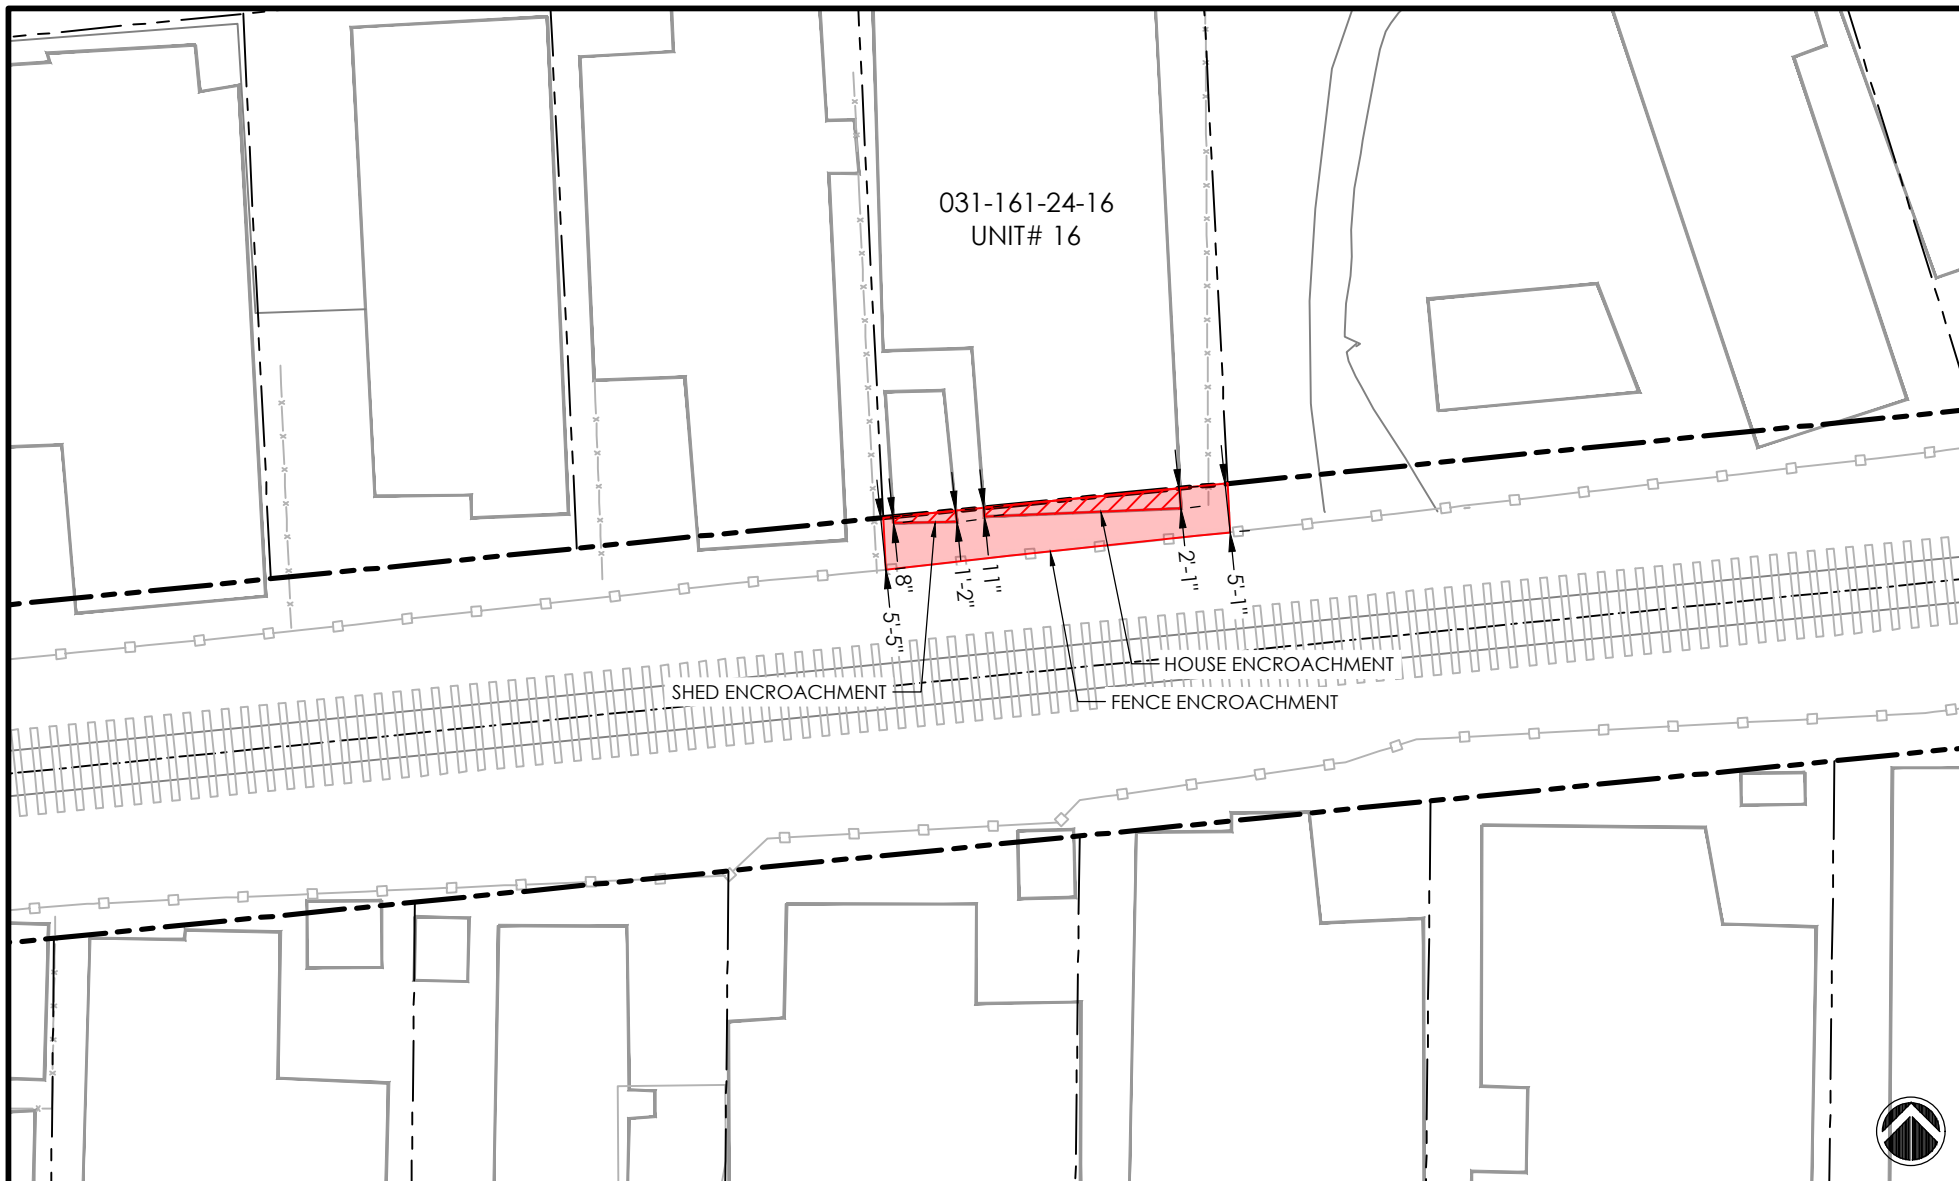 031-161-24-16
UNIT# 16
8"
1'-2"
11"
2'-1"
5'-1"
5'-5"
HOUSE ENCROACHMENT
SHED ENCROACHMENT
FENCE ENCROACHMENT